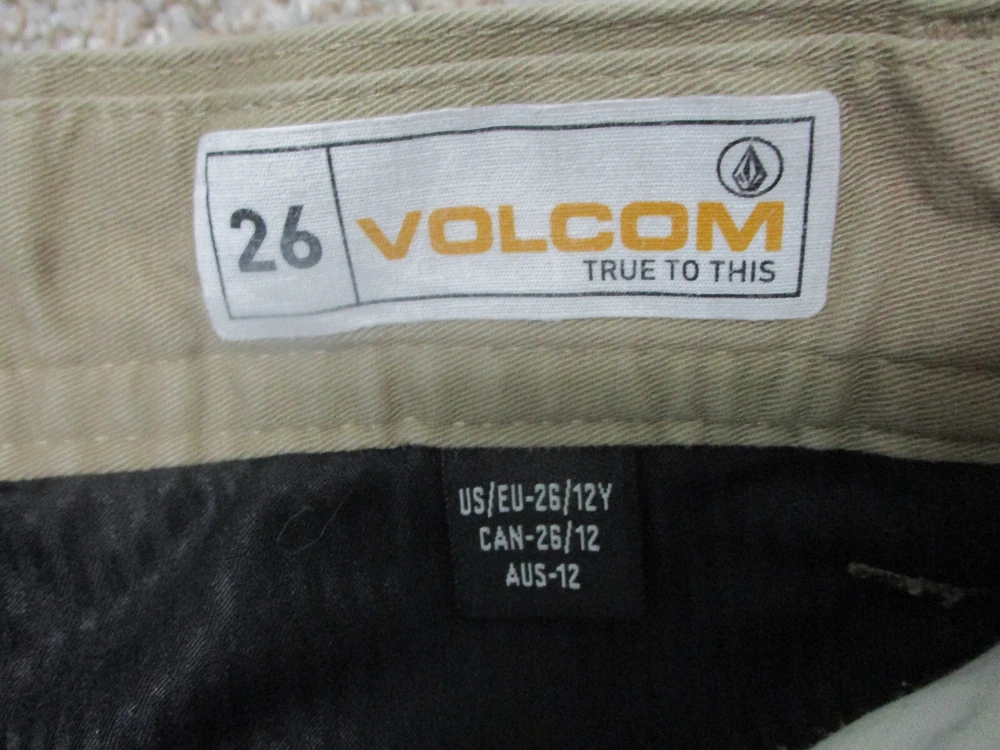 26
VOLCOM
TRUE TO THIS
US/EU-26/12Y
CAN-26/12
AUS-12